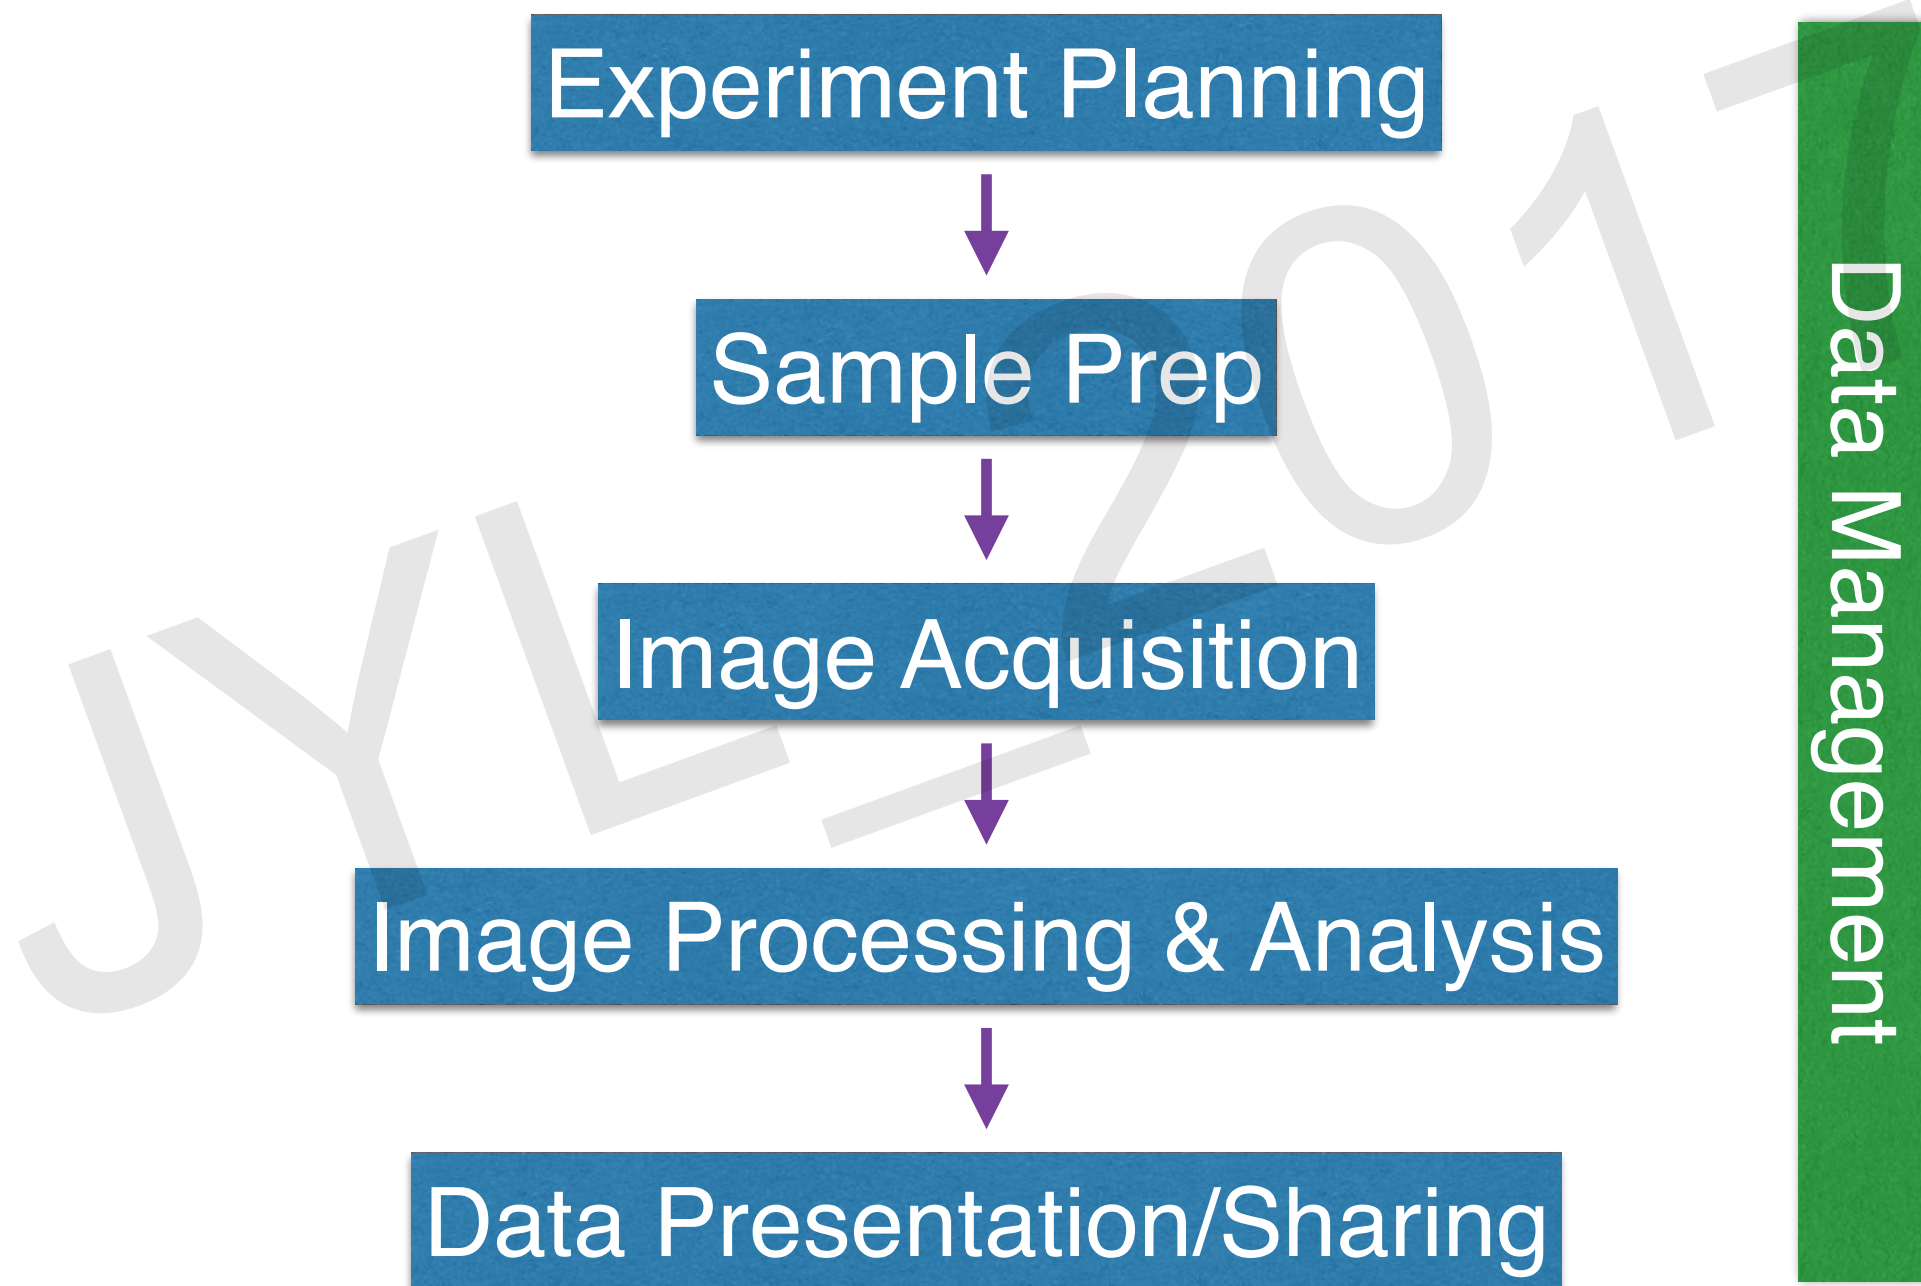 Experiment Planning
Sample Prep
Image Acquisition
Image Processing & Analysis
Data Presentation/Sharing
Data Management
JYL_2017